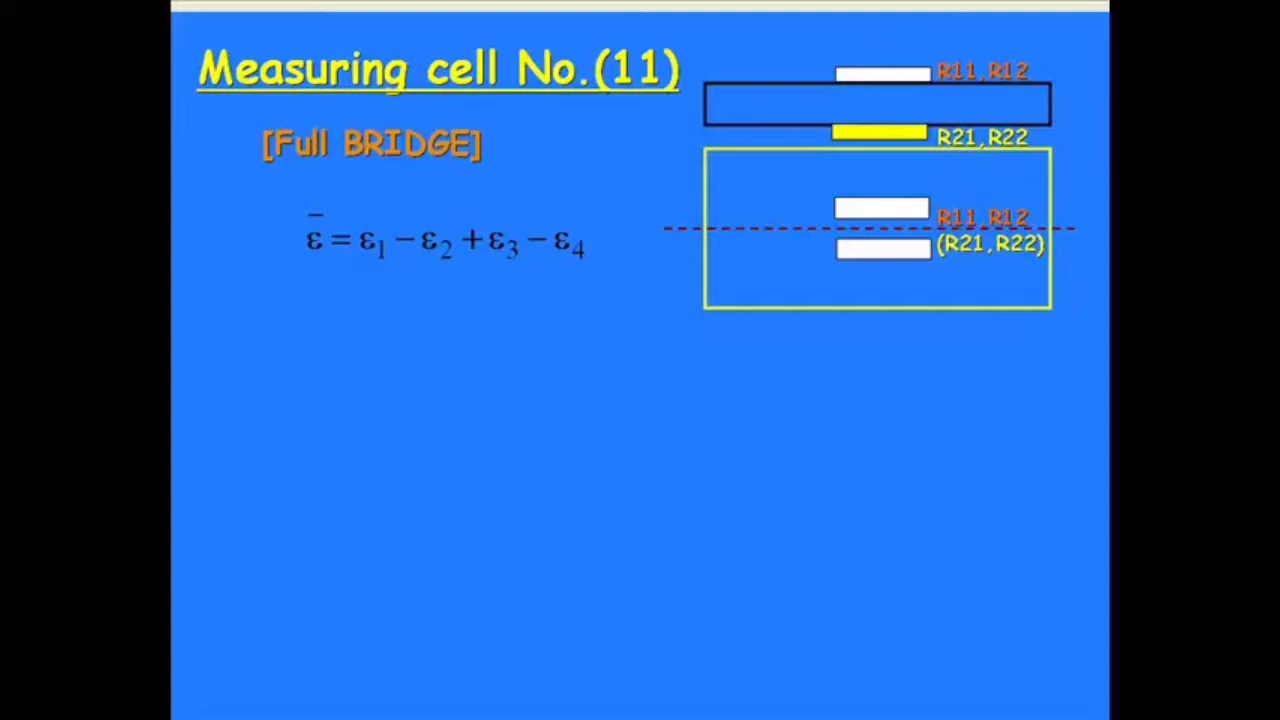 Measuring cell No.(11)
[Full BRIDGE]
ε̄ = ε₁ − ε₂ + ε₃ − ε₄
R11,R12
R21,R22
R11,R12
(R21,R22)